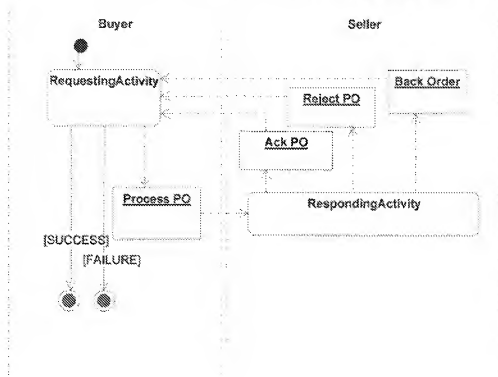 Buyer
Seller
RequestingActivity
Back Order
Reject PO
Ack PO
Process PO
RespondingActivity
[SUCCESS]
[FAILURE]